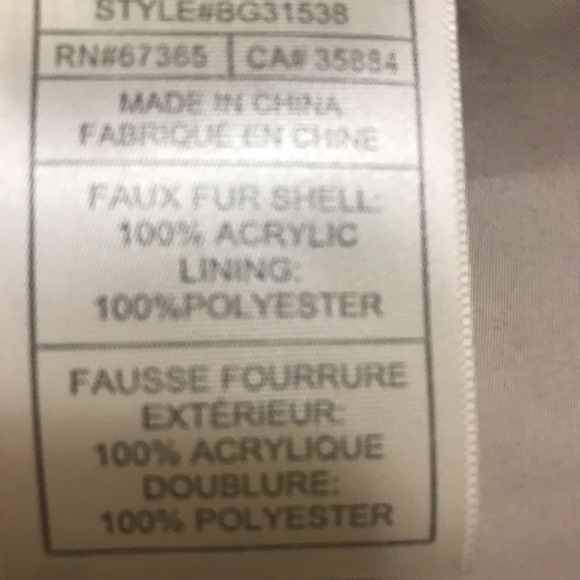 STYLE#BG31538
RN#67365 CA# 35884
MADE IN CHINA
FABRIQUÉ EN CHINE
FAUX FUR SHELL:
100% ACRYLIC
LINING:
100%POLYESTER
FAUSSE FOURRURE
EXTÉRIEUR:
100% ACRYLIQUE
DOUBLURE:
100% POLYESTER